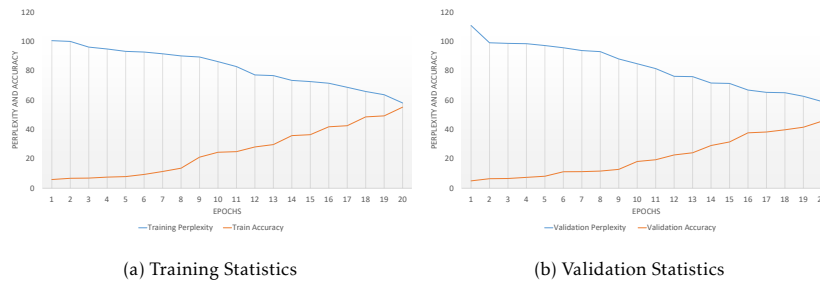 120
100
80
60
40
20
0
PERPLEXITY AND ACCURACY
1 2 3 4 5 6 7 8 9 10 11 12 13 14 15 16 17 18 19 20
EPOCHS
Training Perplexity Train Accuracy
(a) Training Statistics
120
100
80
60
40
20
0
PERPLEXITY AND ACCURACY
1 2 3 4 5 6 7 8 9 10 11 12 13 14 15 16 17 18 19 2
EPOCHS
Validation Perplexity Validation Accuracy
(b) Validation Statistics